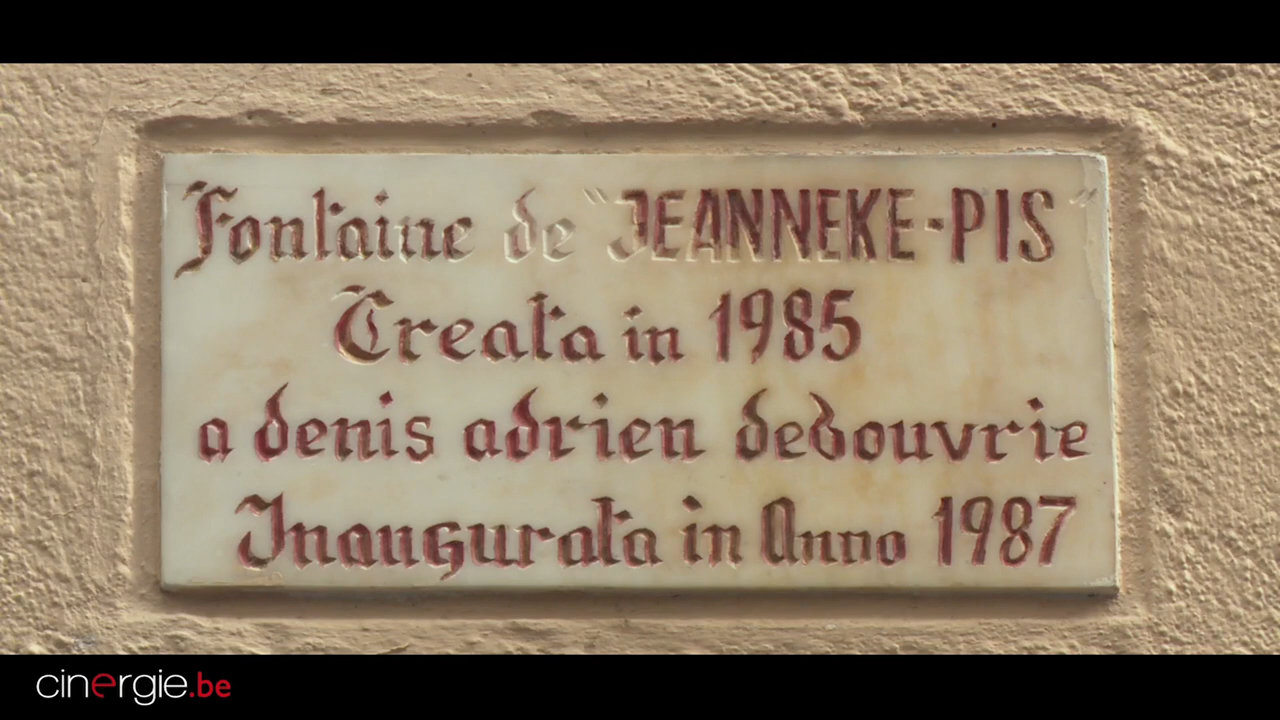 Fontaine de "JEANNEKE-PIS"
Creata in 1985
a denis adrien debouvrie
Inaugurata in Anno 1987
cinergie.be